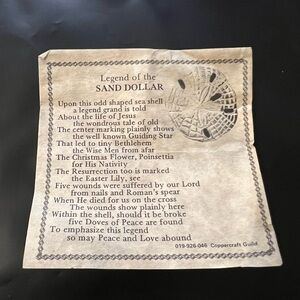 Legend of the
SAND DOLLAR
Upon this odd shaped sea shell
a legend grand is told
About the life of Jesus
the wondrous tale of old
The center marking plainly shows
the well known Guiding Star
That led to tiny Bethlehem
the Wise Men from afar
The Christmas Flower, Poinsettia
for His Nativity
The Resurrection too is marked
the Easter Lily, see
Five wounds were suffered by our Lord
from nails and Roman's spear
When He died for us on the cross
The wounds show plainly here
Within the shell, should it be broke
five Doves of Peace are found
To emphasize this legend
so may Peace and Love abound
019-926-046 Coppercraft Guild